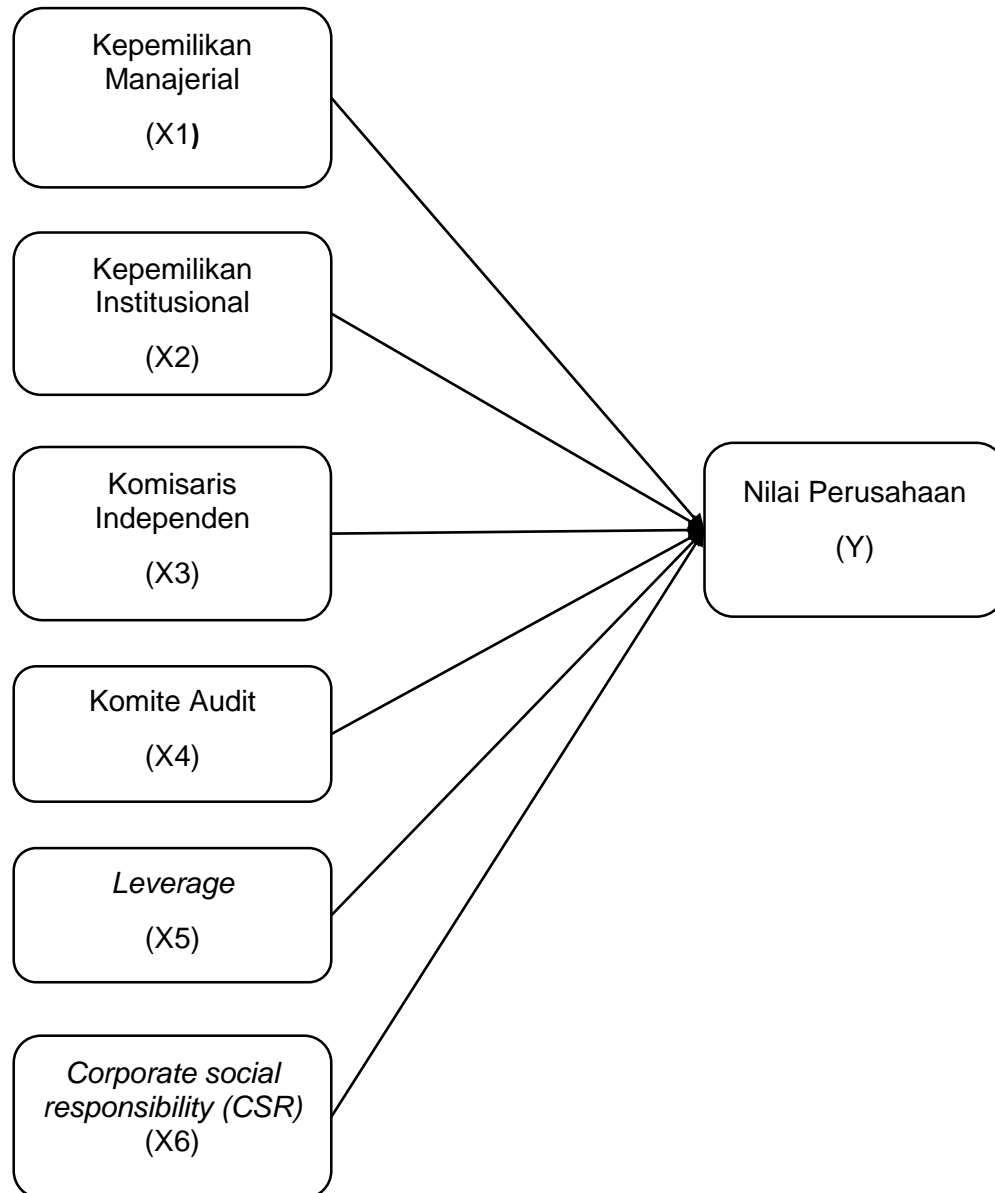 Kepemilikan
Manajerial
(X1)
Kepemilikan
Institusional
(X2)
Komisaris
Independen
(X3)
Komite Audit
(X4)
Leverage
(X5)
Corporate social
responsibility (CSR)
(X6)
Nilai Perusahaan
(Y)